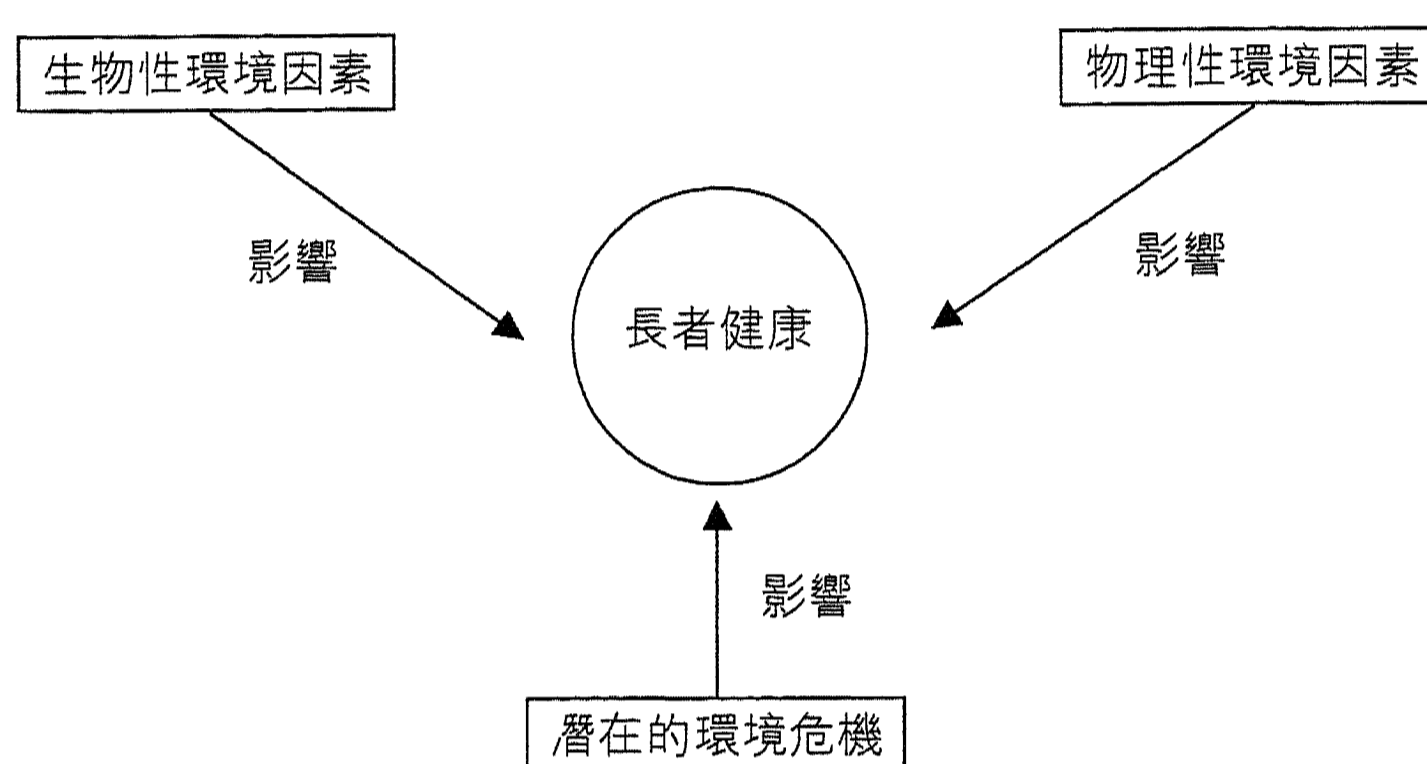 生物性環境因素
物理性環境因素
影響
影響
長者健康
影響
潛在的環境危機